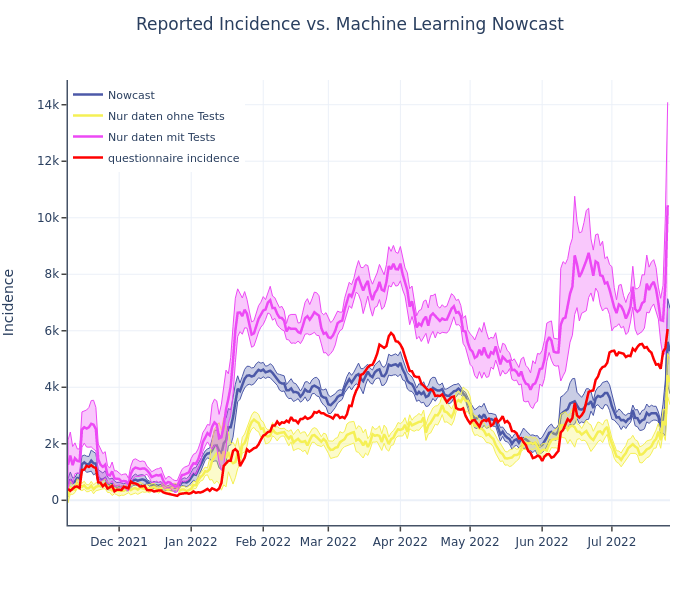 Reported Incidence vs. Machine Learning Nowcast
Nowcast
Nur daten ohne Tests
Nur daten mit Tests
questionnaire incidence
Incidence
14k
12k
10k
8k
6k
4k
2k
0
Dec 2021 Jan 2022 Feb 2022 Mar 2022 Apr 2022 May 2022 Jun 2022 Jul 2022